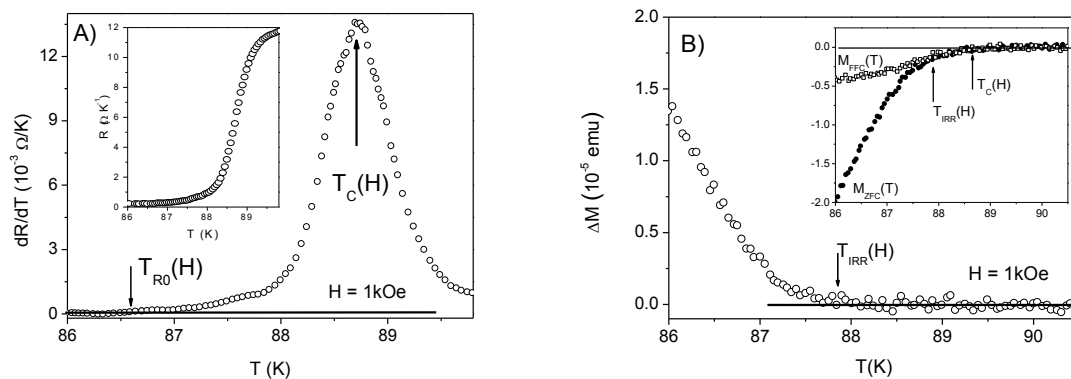 A)
dR/dT (10⁻³ Ω/K)
12
9
6
3
0
86 87 88 89
T (K)
R (Ω K⁻¹)
12
10
8
6
4
2
0
86 87 88 89
T (K)
T_C(H)
T_R0(H)
H = 1kOe
B)
ΔM (10⁻⁵ emu)
2.0
1.5
1.0
0.5
0.0
86 87 88 89 90
T(K)
0.0
-0.5
-1.0
-1.5
-2.0
86 87 88 89 90
M_FFC(T)
T_C(H)
T_IRR(H)
M_ZFC(T)
T_IRR(H)
H = 1kOe